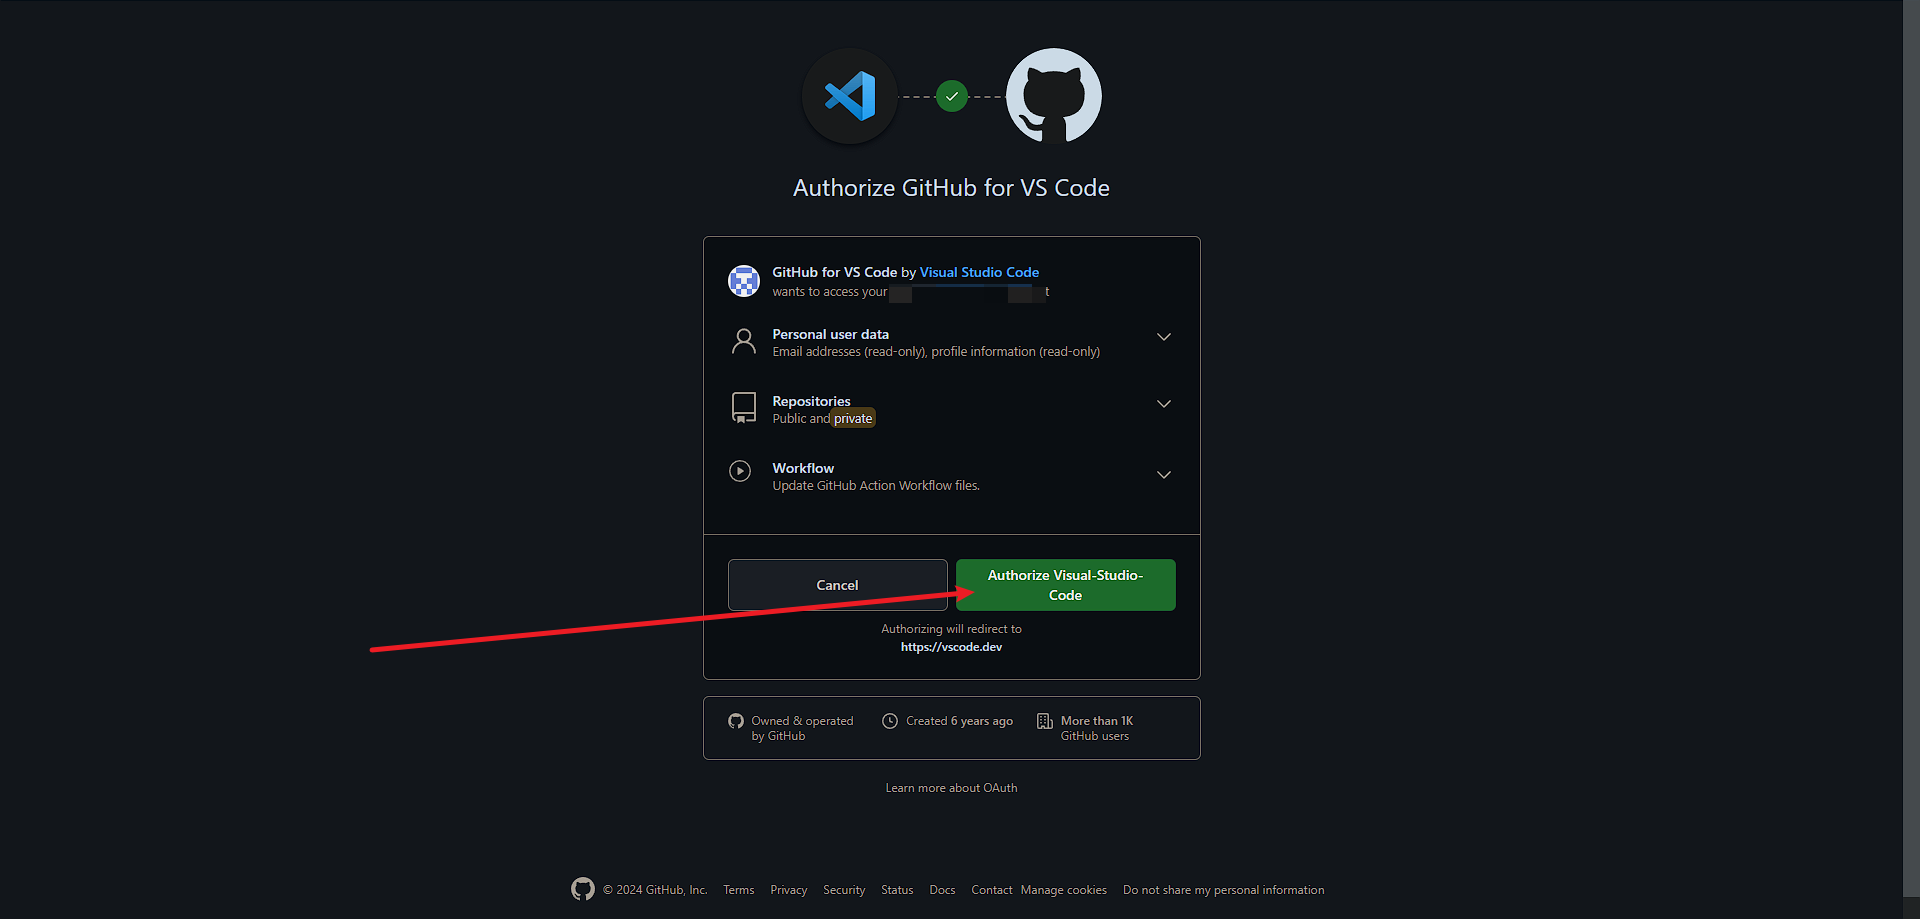 Authorize GitHub for VS Code
GitHub for VS Code by Visual Studio Code
wants to access your
Personal user data
Email addresses (read-only), profile information (read-only)
Repositories
Public and private
Workflow
Update GitHub Action Workflow files.
Cancel
Authorize Visual-Studio-
Code
Authorizing will redirect to
https://vscode.dev
Owned & operated
by GitHub
Created 6 years ago
More than 1K
GitHub users
Learn more about OAuth
© 2024 GitHub, Inc. Terms Privacy Security Status Docs Contact Manage cookies Do not share my personal information